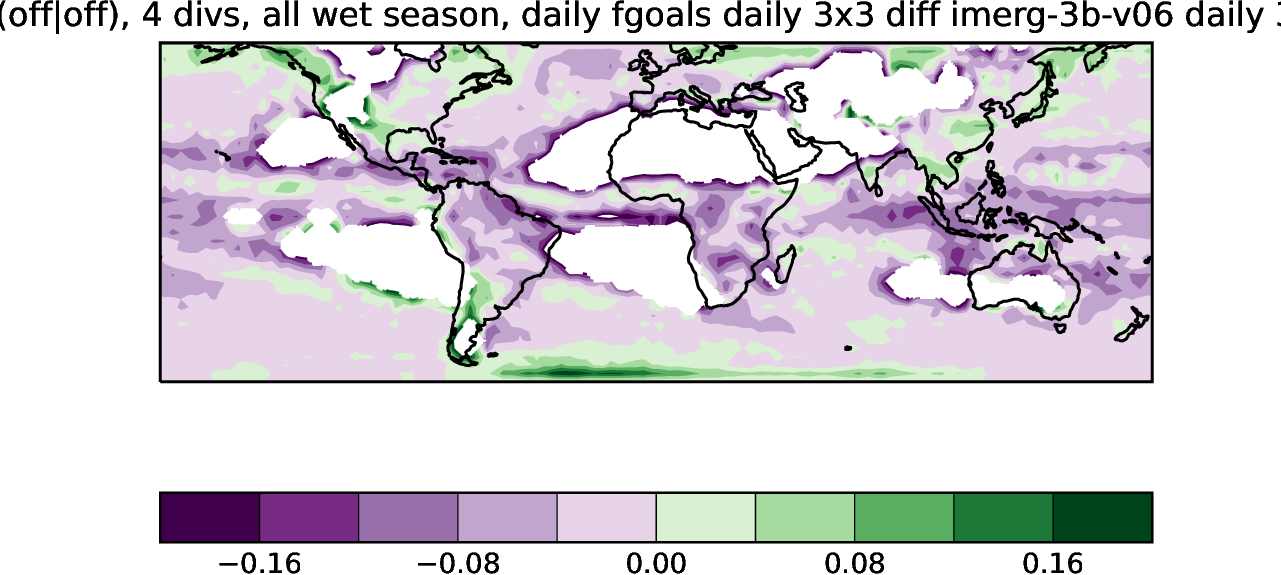 (off|off), 4 divs, all wet season, daily fgoals daily 3x3 diff imerg-3b-v06 daily
−0.16 −0.08 0.00 0.08 0.16